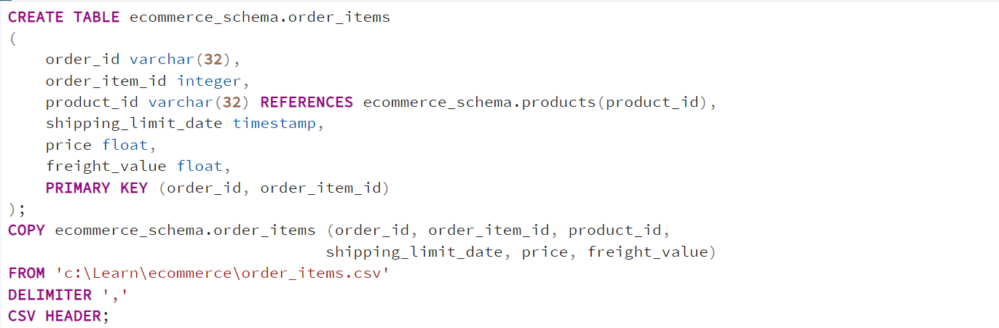 CREATE TABLE ecommerce_schema.order_items
(
    order_id varchar(32),
    order_item_id integer,
    product_id varchar(32) REFERENCES ecommerce_schema.products(product_id),
    shipping_limit_date timestamp,
    price float,
    freight_value float,
    PRIMARY KEY (order_id, order_item_id)
);
COPY ecommerce_schema.order_items (order_id, order_item_id, product_id,
                                  shipping_limit_date, price, freight_value)
FROM 'c:\Learn\ecommerce\order_items.csv'
DELIMITER ','
CSV HEADER;